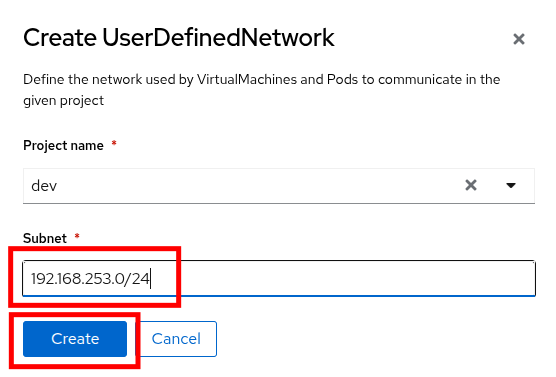 Create UserDefinedNetwork
Define the network used by VirtualMachines and Pods to communicate in the
given project
Project name *
dev
Subnet *
192.168.253.0/24
Create Cancel